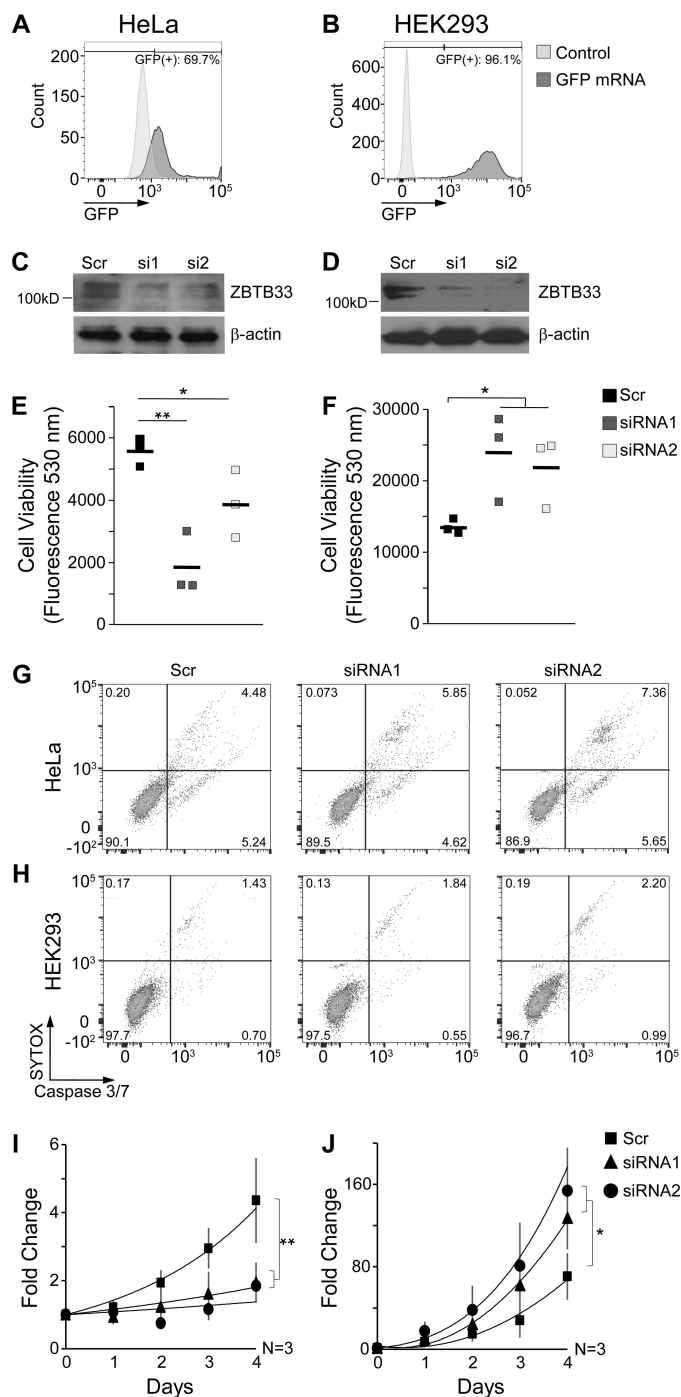 A HeLa
B HEK293
Control
GFP mRNA
GFP(+): 69.7%
200
150
50
0
Count
0 10³ 10⁵
GFP
GFP(+): 96.1%
600
400
200
0
Count
0 10³ 10⁵
GFP
C Scr si1 si2
100kD
ZBTB33
β-actin
D Scr si1 si2
100kD
ZBTB33
β-actin
E
* **
Cell Viability
(Fluorescence 530 nm)
6000
4000
2000
0
F
*
Cell Viability
(Fluorescence 530 nm)
30000
20000
10000
0
Scr
siRNA1
siRNA2
G Scr siRNA1 siRNA2
HeLa
10⁵
10³
0
-10²
0.20 4.48
90.1 5.24
0.073 5.85
89.5 4.62
0.052 7.36
86.9 5.65
H
HEK293
10⁵
10³
0
-10²
0.17 1.43
97.7 0.70
0.13 1.84
97.5 0.55
0.19 2.20
96.7 0.99
0 10³ 10⁵
0 10³ 10⁵
0 10³ 10⁵
SYTOX
Caspase 3/7
I
Fold Change
6
4
2
0
**
0 1 2 3 4
N=3
Days
J
Fold Change
160
80
0
*
0 1 2 3 4
N=3
Days
Scr
siRNA1
siRNA2